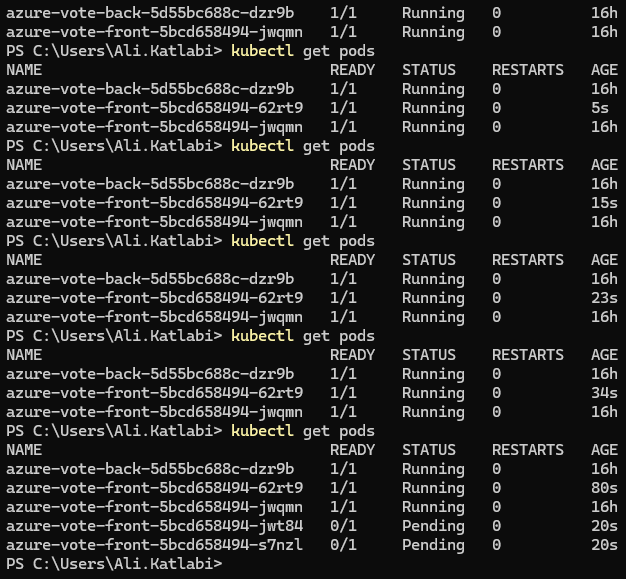 azure-vote-back-5d55bc688c-dzr9b    1/1     Running   0          16h
azure-vote-front-5bcd658494-jwqmn   1/1     Running   0          16h
PS C:\Users\Ali.Katlabi> kubectl get pods
NAME                                READY   STATUS    RESTARTS   AGE
azure-vote-back-5d55bc688c-dzr9b    1/1     Running   0          16h
azure-vote-front-5bcd658494-62rt9   1/1     Running   0          5s
azure-vote-front-5bcd658494-jwqmn   1/1     Running   0          16h
PS C:\Users\Ali.Katlabi> kubectl get pods
NAME                                READY   STATUS    RESTARTS   AGE
azure-vote-back-5d55bc688c-dzr9b    1/1     Running   0          16h
azure-vote-front-5bcd658494-62rt9   1/1     Running   0          15s
azure-vote-front-5bcd658494-jwqmn   1/1     Running   0          16h
PS C:\Users\Ali.Katlabi> kubectl get pods
NAME                                READY   STATUS    RESTARTS   AGE
azure-vote-back-5d55bc688c-dzr9b    1/1     Running   0          16h
azure-vote-front-5bcd658494-62rt9   1/1     Running   0          23s
azure-vote-front-5bcd658494-jwqmn   1/1     Running   0          16h
PS C:\Users\Ali.Katlabi> kubectl get pods
NAME                                READY   STATUS    RESTARTS   AGE
azure-vote-back-5d55bc688c-dzr9b    1/1     Running   0          16h
azure-vote-front-5bcd658494-62rt9   1/1     Running   0          34s
azure-vote-front-5bcd658494-jwqmn   1/1     Running   0          16h
PS C:\Users\Ali.Katlabi> kubectl get pods
NAME                                READY   STATUS    RESTARTS   AGE
azure-vote-back-5d55bc688c-dzr9b    1/1     Running   0          16h
azure-vote-front-5bcd658494-62rt9   1/1     Running   0          80s
azure-vote-front-5bcd658494-jwqmn   1/1     Running   0          16h
azure-vote-front-5bcd658494-jwt84   0/1     Pending   0          20s
azure-vote-front-5bcd658494-s7nzl   0/1     Pending   0          20s
PS C:\Users\Ali.Katlabi>